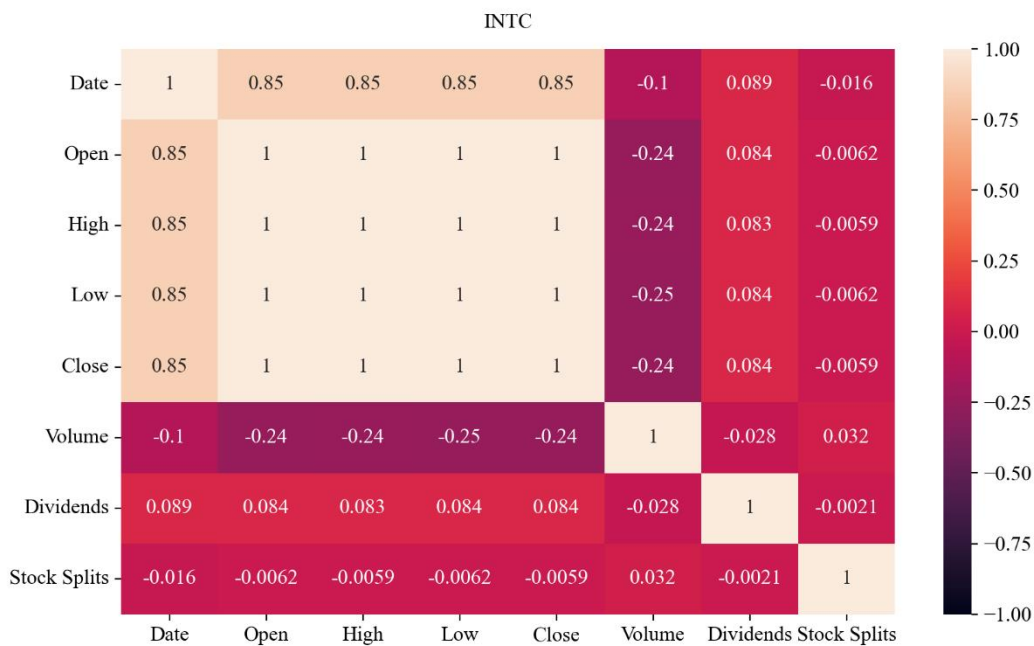 INTC
Date 1 0.85 0.85 0.85 0.85 -0.1 0.089 -0.016 1.00
Open 0.85 1 1 1 1 -0.24 0.084 -0.0062 0.75
High 0.85 1 1 1 1 -0.24 0.083 -0.0059 0.50
Low 0.85 1 1 1 1 -0.25 0.084 -0.0062 0.25
0.00
Close 0.85 1 1 1 1 -0.24 0.084 -0.0059
−0.25
Volume -0.1 -0.24 -0.24 -0.25 -0.24 1 -0.028 0.032
−0.50
Dividends 0.089 0.084 0.083 0.084 0.084 -0.028 1 -0.0021
−0.75
Stock Splits -0.016 -0.0062 -0.0059 -0.0062 -0.0059 0.032 -0.0021 1
−1.00
Date Open High Low Close Volume Dividends Stock Splits